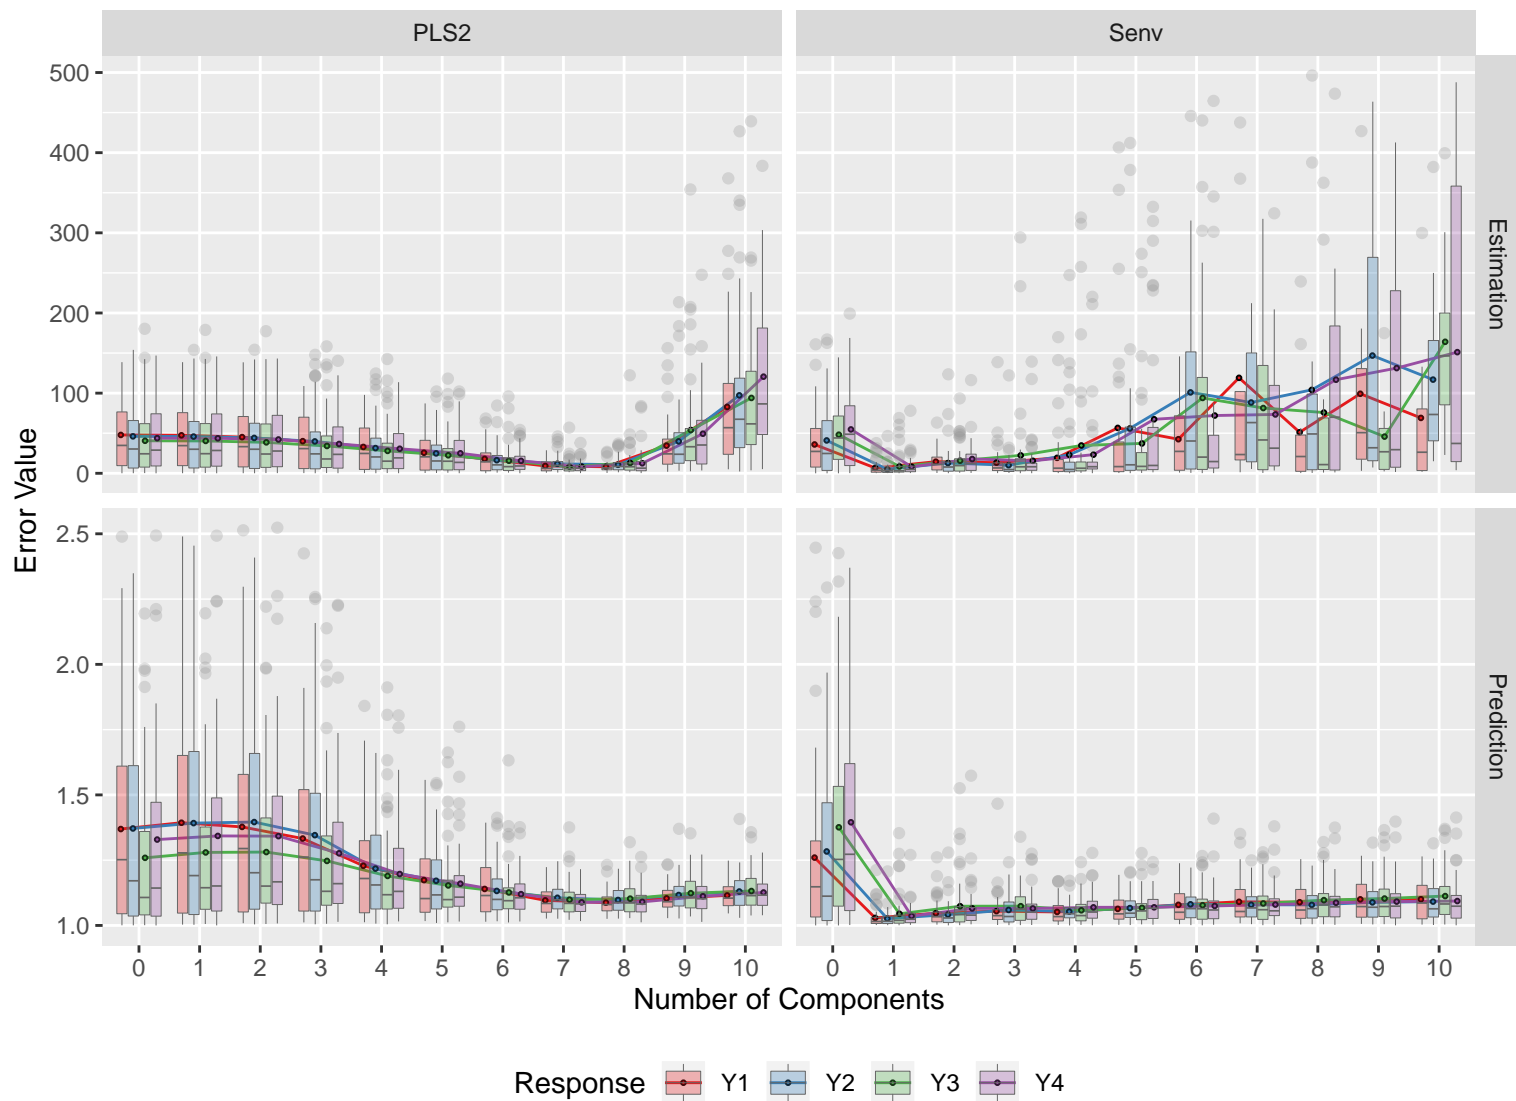 PLS2 Senv
500
400
300
200
100
0
Estimation
2.5
2.0
1.5
1.0
Prediction
Error Value
0 1 2 3 4 5 6 7 8 9 10 0 1 2 3 4 5 6 7 8 9 10
Number of Components
Response Y1 Y2 Y3 Y4